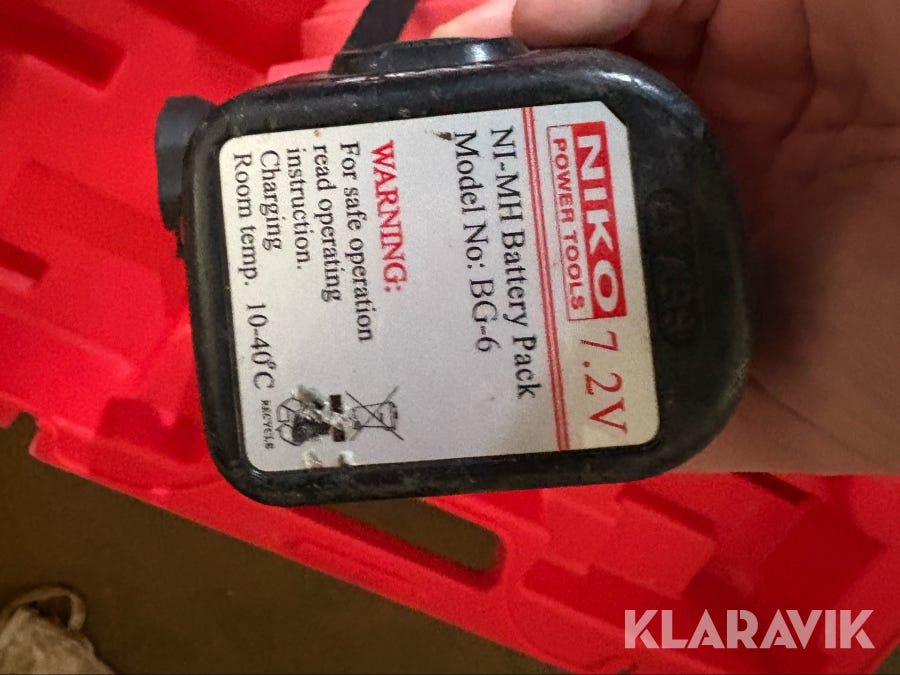 NIKO 7.2V
POWER TOOLS
NI-MH Battery Pack
Model No: BG-6
WARNING:
For safe operation
read operating
instruction.
Charging
Room temp. 10-40°C
RECYCLE
KLARAVIK